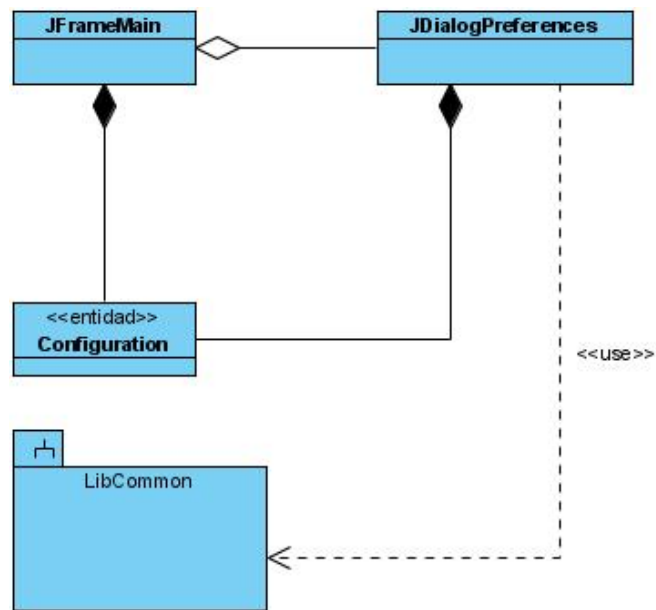 JFrameMain
JDialogPreferences
<<entidad>>
Configuration
<<use>>
LibCommon